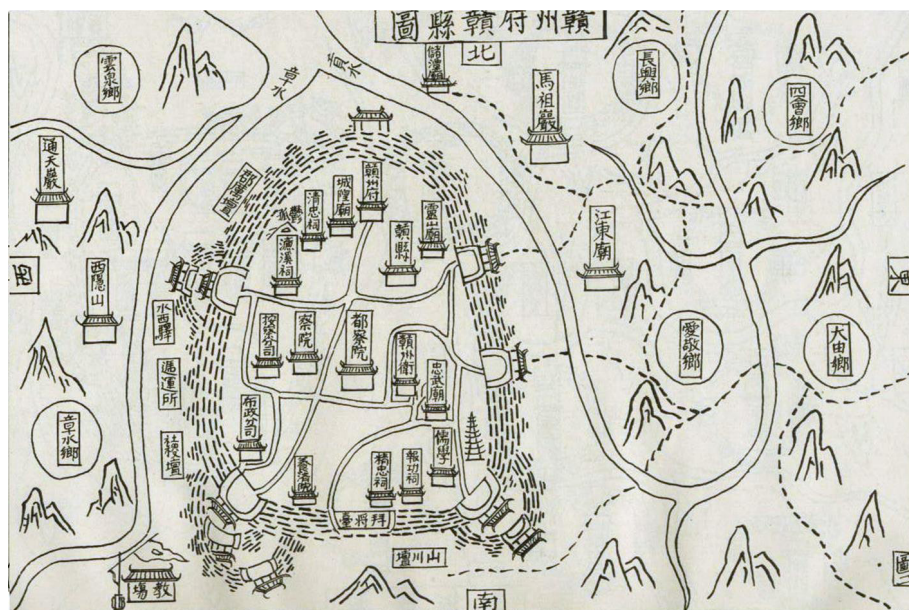 贛州府贛縣圖
北
雲泉鄉
章水
貢水
儲潭廟
馬祖巖
長興鄉
四會鄉
通天巖
清忠祠
城隍廟
贛州府
靈山廟
贛縣
濂溪祠
江東廟
西隱山
水西驛
按察分司
察院
都察院
贛州衛
忠武廟
愛敬鄉
大由鄉
遞運所
章水鄉
社稷壇
布政分司
養濟院
精忠祠
報功祠
儒學
拜將臺
山川壇
教場
南